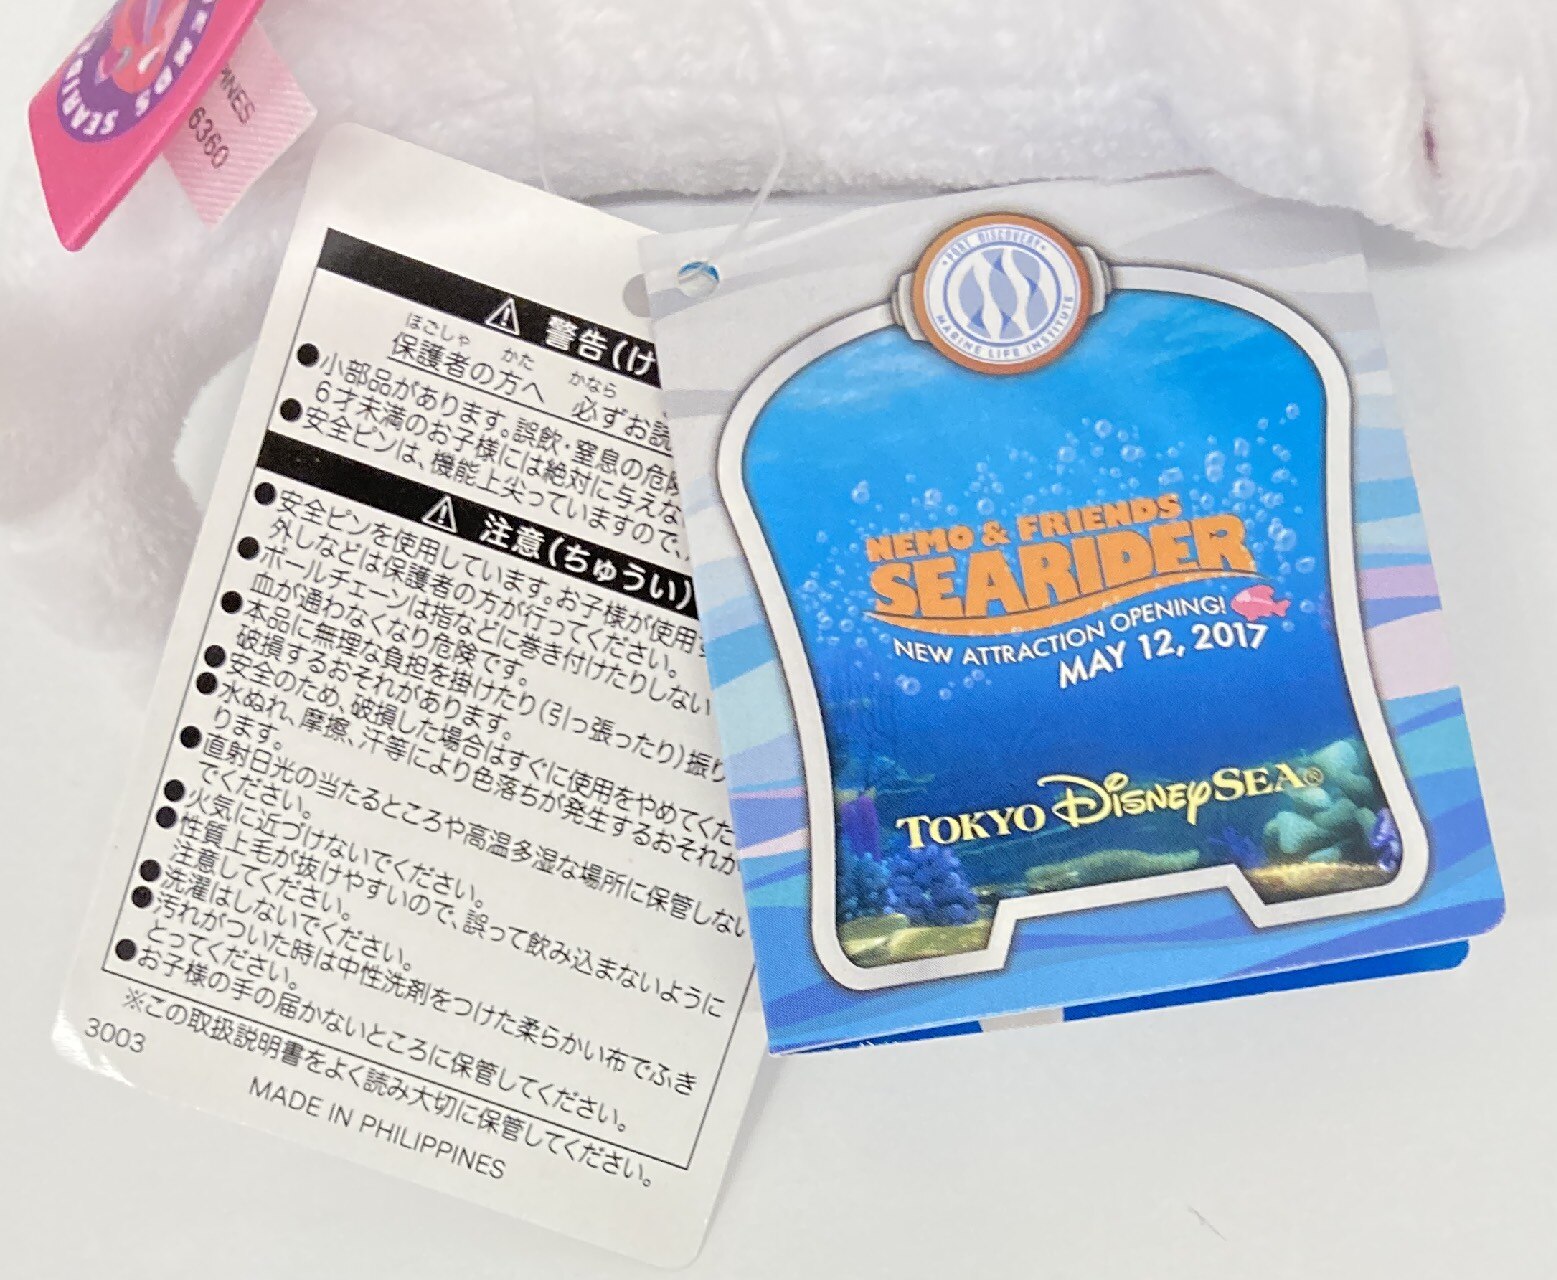 SEARIDER
NES
6360
警告(け
ほごしゃ かた かなら
保護者の方へ 必ずお読
●小部品があります。誤飲・窒息の危険
6才未満のお子様には絶対に与えな
●安全ピンは、機能上尖っていますので、
注意(ちゅうい)
●安全ピンを使用しています。お子様が使用す
外しなどは保護者の方が行ってください。
●ボールチェーンは指などに巻き付けたりしない
血が通わなくなり危険です。
●本品に無理な負担を掛けたり(引っ張ったり)振り
破損するおそれがあります。
●安全のため、破損した場合はすぐに使用をやめてくだ
●水ぬれ、摩擦、汗等により色落ちが発生するおそれが
ります。
●直射日光の当たるところや高温多湿な場所に保管しない
でください。
●火気に近づけないでください。
●性質上毛が抜けやすいので、誤って飲み込まないように
注意してください。
●洗濯はしないでください。
●汚れがついた時は中性洗剤をつけた柔らかい布でふき
とってください。
●お子様の手の届かないところに保管してください。
※この取扱説明書をよく読み大切に保管してください。
3003
MADE IN PHILIPPINES
PORT DISCOVERY
MARINE LIFE INSTITUTE
NEMO & FRIENDS
SEARIDER
NEW ATTRACTION OPENING!
MAY 12, 2017
TOKYO DISNEYSEA®